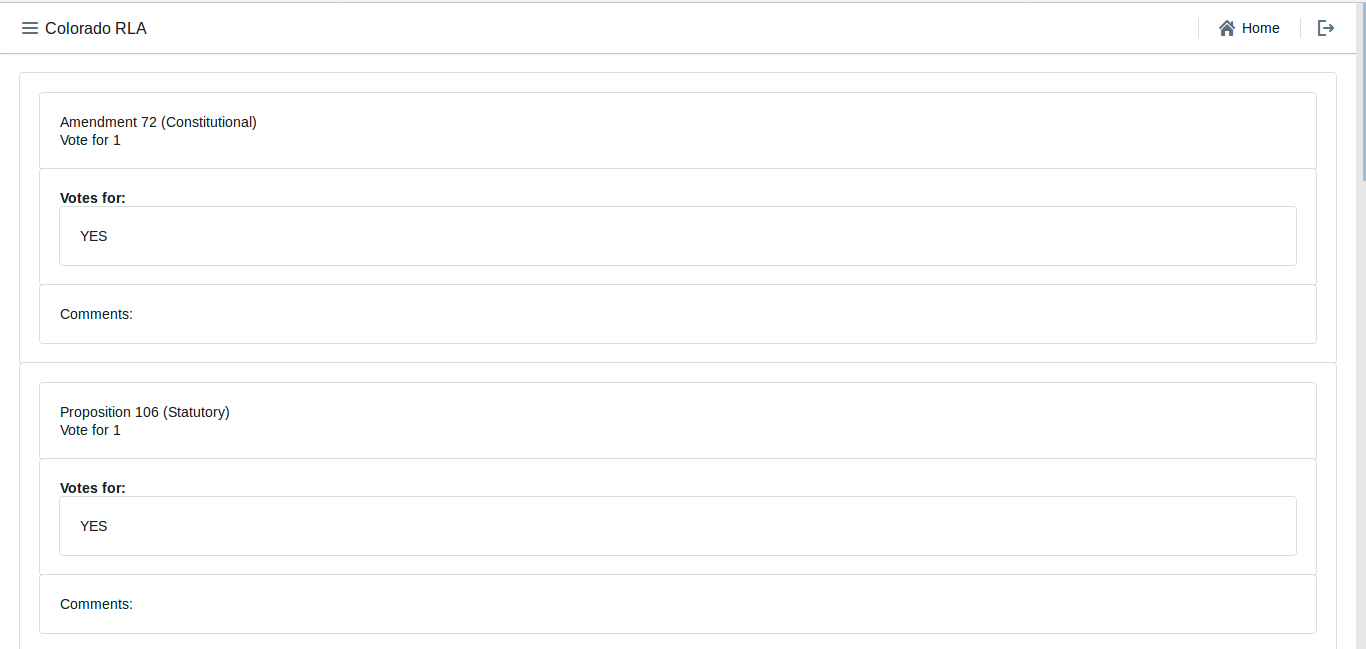 Colorado RLA
Home
Amendment 72 (Constitutional)
Vote for 1
Votes for:
YES
Comments:
Proposition 106 (Statutory)
Vote for 1
Votes for:
YES
Comments: